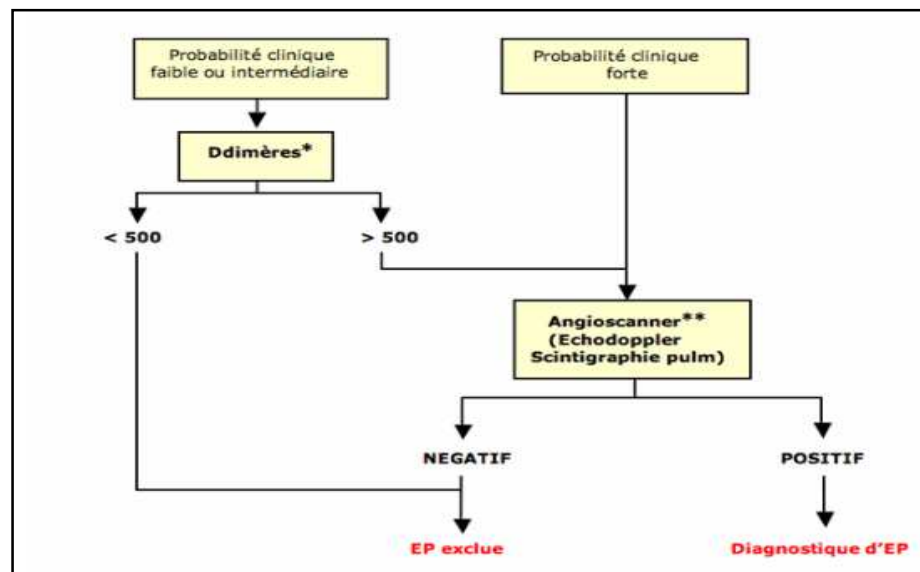 Probabilité clinique
faible ou intermédiaire
Probabilité clinique
forte
Ddimères*
< 500
> 500
Angioscanner**
(Echodoppler
Scintigraphie pulm)
NEGATIF
POSITIF
EP exclue
Diagnostique d'EP